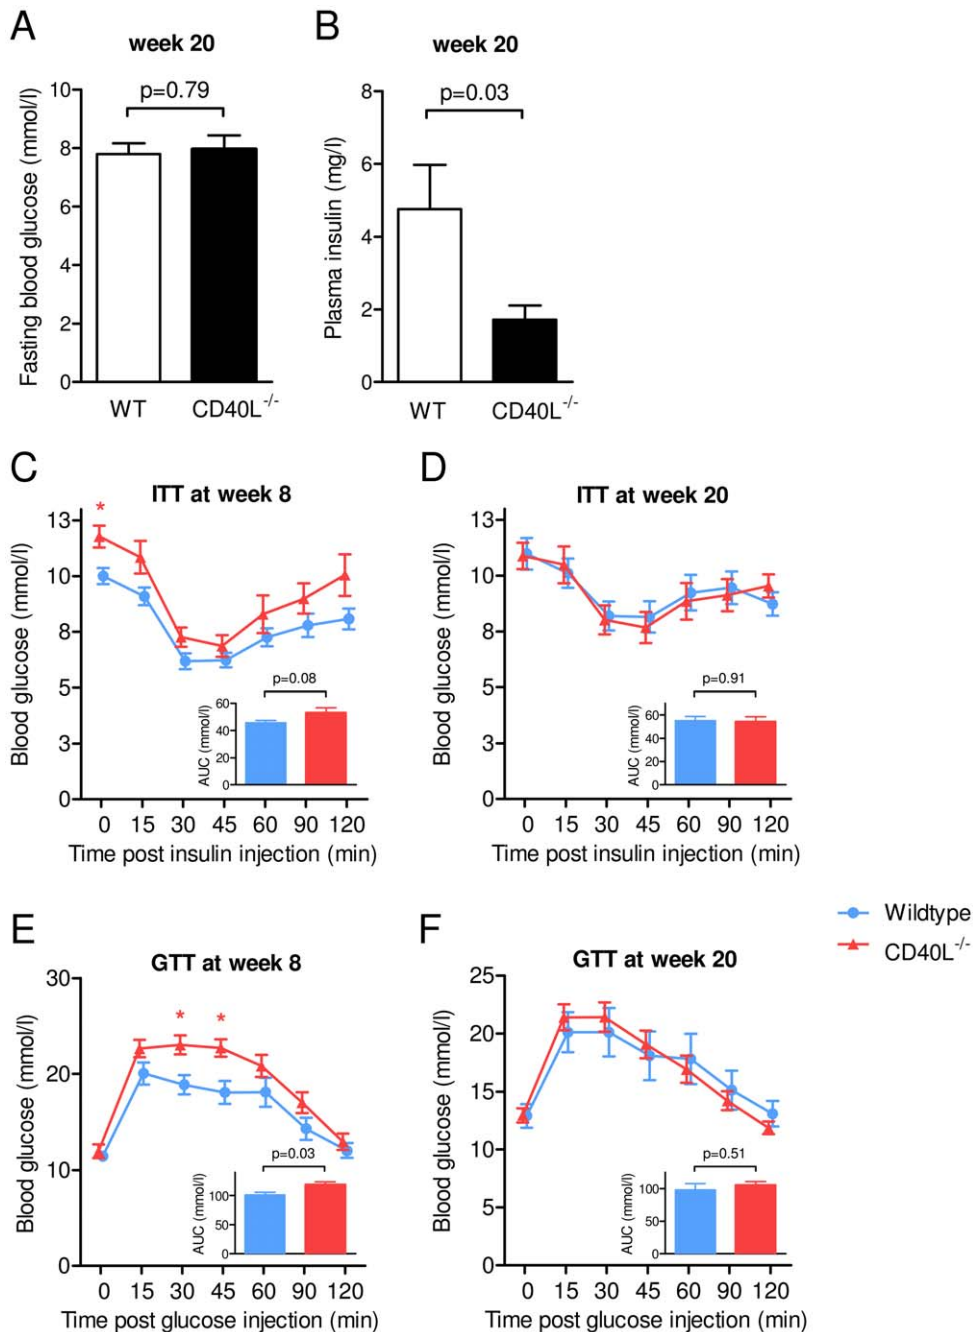 A
week 20
p=0.79
Fasting blood glucose (mmol/l)
10
8
6
4
2
0
WT
CD40L-/-
B
week 20
p=0.03
Plasma insulin (mg/l)
8
6
4
2
0
WT
CD40L-/-
C
ITT at week 8
*
Blood glucose (mmol/l)
13
10
8
5
3
0
p=0.08
AUC (mmol/l)
60
40
20
0
0 15 30 45 60 90 120
Time post insulin injection (min)
D
ITT at week 20
Blood glucose (mmol/l)
13
10
8
5
3
0
p=0.91
AUC (mmol/l)
60
40
20
0
0 15 30 45 60 90 120
Time post insulin injection (min)
E
GTT at week 8
* *
Blood glucose (mmol/l)
30
20
10
0
p=0.03
AUC (mmol/l)
100
50
0
0 15 30 45 60 90 120
Time post glucose injection (min)
F
GTT at week 20
Blood glucose (mmol/l)
25
20
15
10
5
0
p=0.51
AUC (mmol/l)
100
50
0
0 15 30 45 60 90 120
Time post glucose injection (min)
Wildtype
CD40L-/-